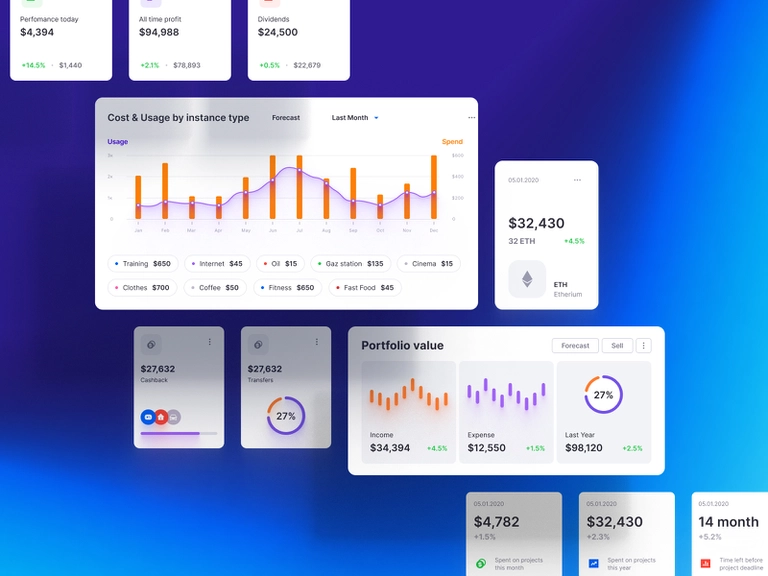 Perfomance today
$4,394
+14.5% • $1,440
All time profit
$94,988
+2.1% • $78,893
Dividends
$24,500
+0.5% • $22,679
Cost & Usage by instance type
Forecast
Last Month
Usage
Spend
3k
2k
1k
0
$600
$400
$200
0
Jan Feb Mar Apr May Jun Jul Aug Sep Oct Nov Dec
Training $650
Internet $45
Oil $15
Gaz station $135
Cinema $15
Clothes $700
Coffee $50
Fitness $650
Fast Food $45
05.01.2020
$32,430
32 ETH +4.5%
ETH
Etherium
$27,632
Cashback
$27,632
Transfers
27%
Portfolio value
Forecast
Sell
Income
$34,394 +4.5%
Expense
$12,550 +1.5%
27%
Last Year
$98,120 +2.5%
05.01.2020
$4,782
+1.5%
Spent on projects
this month
05.01.2020
$32,430
+2.3%
Spent on projects
this year
05.01.2020
14 month
+5.2%
Time left before
project deadline